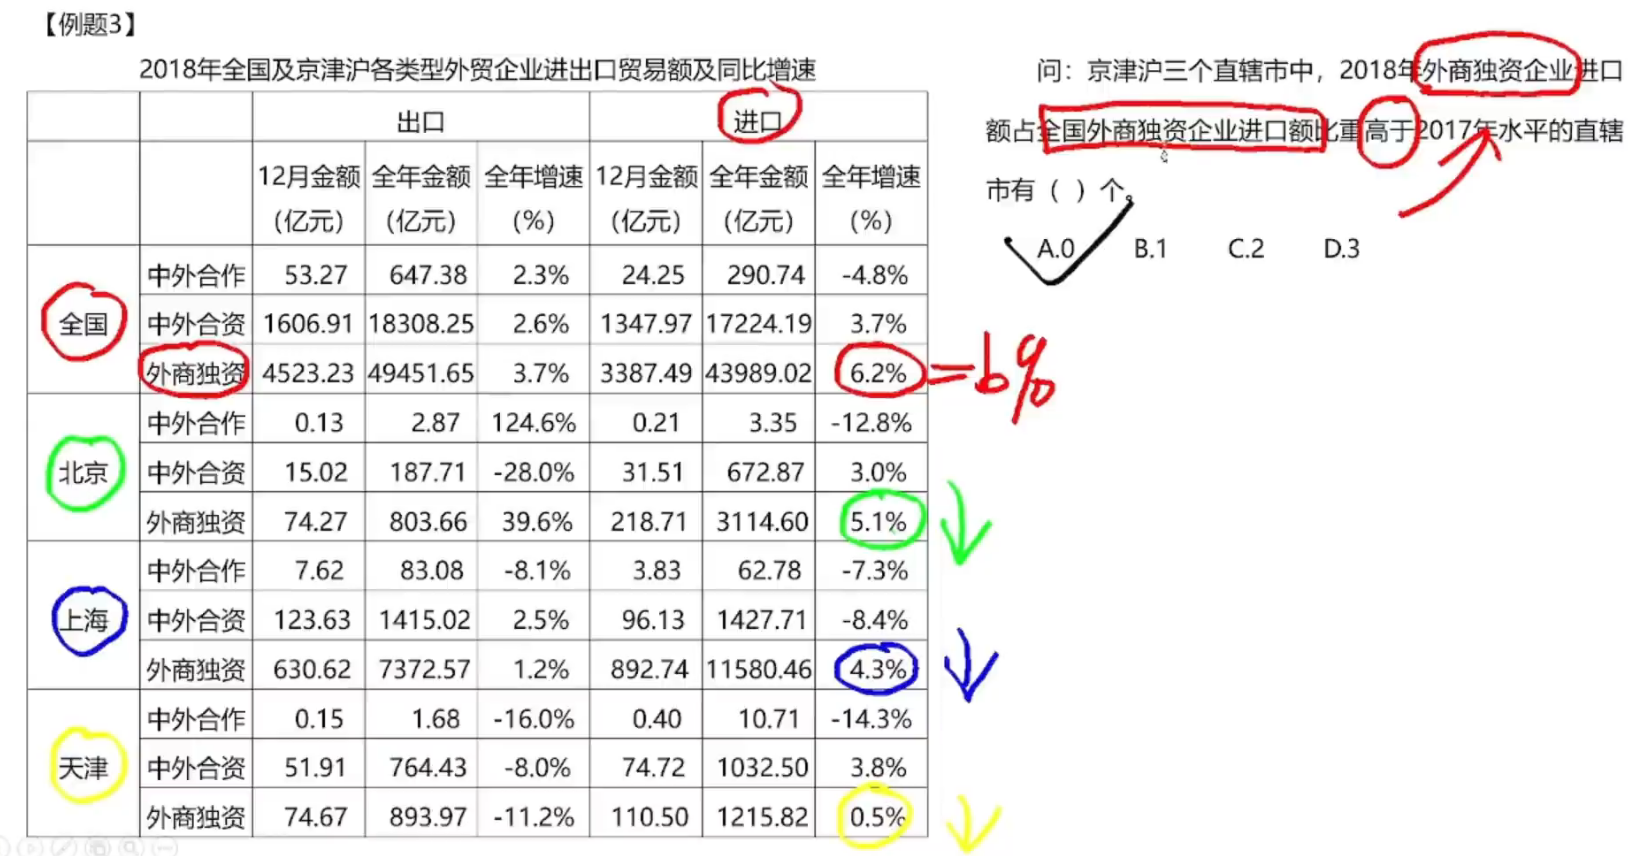 【例题3】
2018年全国及京津沪各类型外贸企业进出口贸易额及同比增速
出口 进口
12月金额(亿元) 全年金额(亿元) 全年增速(%) 12月金额(亿元) 全年金额(亿元) 全年增速(%)
全国
中外合作 53.27 647.38 2.3% 24.25 290.74 -4.8%
中外合资 1606.91 18308.25 2.6% 1347.97 17224.19 3.7%
外商独资 4523.23 49451.65 3.7% 3387.49 43989.02 6.2% =b%
北京
中外合作 0.13 2.87 124.6% 0.21 3.35 -12.8%
中外合资 15.02 187.71 -28.0% 31.51 672.87 3.0%
外商独资 74.27 803.66 39.6% 218.71 3114.60 5.1%
上海
中外合作 7.62 83.08 -8.1% 3.83 62.78 -7.3%
中外合资 123.63 1415.02 2.5% 96.13 1427.71 -8.4%
外商独资 630.62 7372.57 1.2% 892.74 11580.46 4.3%
天津
中外合作 0.15 1.68 -16.0% 0.40 10.71 -14.3%
中外合资 51.91 764.43 -8.0% 74.72 1032.50 3.8%
外商独资 74.67 893.97 -11.2% 110.50 1215.82 0.5%
问：京津沪三个直辖市中，2018年外商独资企业进口
额占全国外商独资企业进口额比重高于2017年水平的直辖
市有（ ）个。
A.0 B.1 C.2 D.3